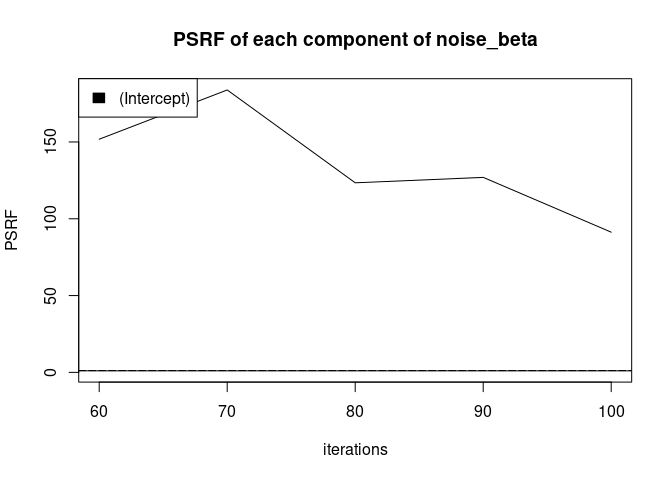 PSRF of each component of noise_beta
(Intercept)
150
100
50
0
PSRF
60 70 80 90 100
iterations